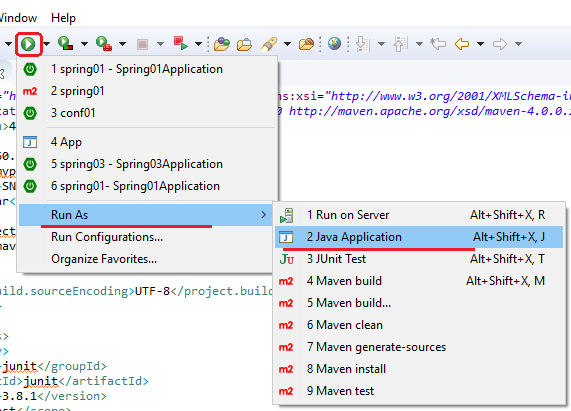 Window Help
1 spring01 - Spring01Application
2 spring01
3 conf01
4 App
5 spring03 - Spring03Application
6 spring01- Spring01Application
Run As
Run Configurations...
Organize Favorites...
1 Run on Server Alt+Shift+X, R
2 Java Application Alt+Shift+X, J
3 JUnit Test Alt+Shift+X, T
4 Maven build Alt+Shift+X, M
5 Maven build...
6 Maven clean
7 Maven generate-sources
8 Maven install
9 Maven test
ns:xsi="http://www.w3.org/2001/XMLSchema-in
0 http://maven.apache.org/xsd/maven-4.0.0.x
uild.sourceEncoding>UTF-8</project.build
>
s>
y>
>junit</groupId>
tId>junit</artifactId>
>3.8.1</version>